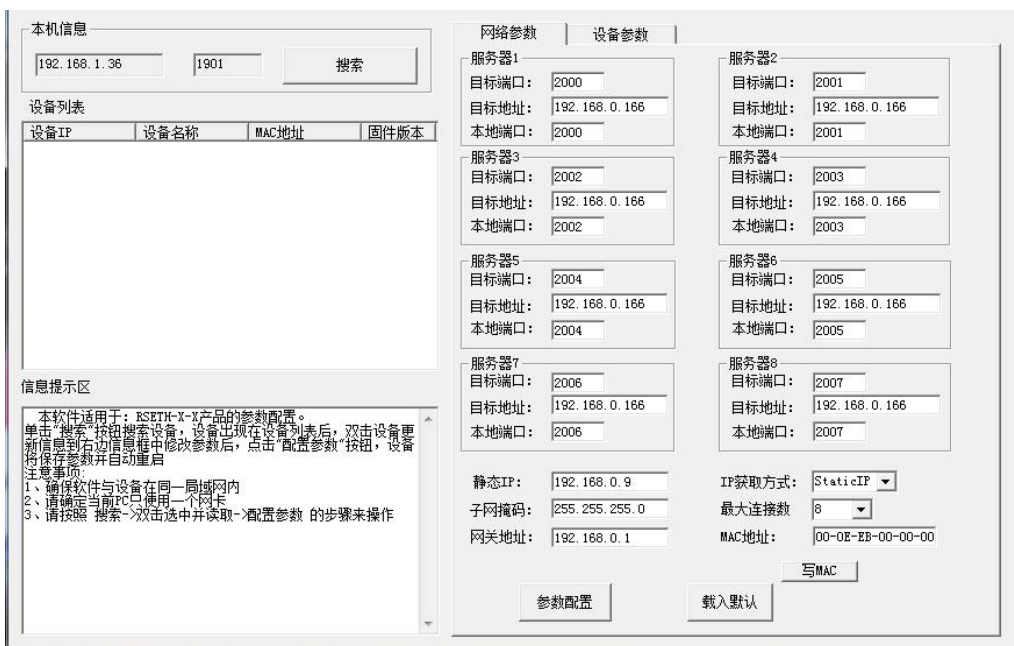 本机信息
192.168.1.36 1901 搜索
设备列表
设备IP 设备名称 MAC地址 固件版本
信息提示区
本软件适用于: RSETH-X-X产品的参数配置。
单击"搜索"按钮搜索设备,设备出现在设备列表后,双击设备更
新信息到右边信息框中修改参数后,点击"配置参数"按钮,设备
将保存参数并自动重启
注意事项:
1、确保软件与设备在同一局域网内
2、请确定当前PC只使用一个网卡
3、请按照 搜索->双击选中并读取->配置参数 的步骤来操作
网络参数 设备参数
服务器1
目标端口: 2000
目标地址: 192.168.0.166
本地端口: 2000
服务器2
目标端口: 2001
目标地址: 192.168.0.166
本地端口: 2001
服务器3
目标端口: 2002
目标地址: 192.168.0.166
本地端口: 2002
服务器4
目标端口: 2003
目标地址: 192.168.0.166
本地端口: 2003
服务器5
目标端口: 2004
目标地址: 192.168.0.166
本地端口: 2004
服务器6
目标端口: 2005
目标地址: 192.168.0.166
本地端口: 2005
服务器7
目标端口: 2006
目标地址: 192.168.0.166
本地端口: 2006
服务器8
目标端口: 2007
目标地址: 192.168.0.166
本地端口: 2007
静态IP: 192.168.0.9 IP获取方式: StaticIP
子网掩码: 255.255.255.0 最大连接数 8
网关地址: 192.168.0.1 MAC地址: 00-0E-EB-00-00-00
写MAC
参数配置 载入默认